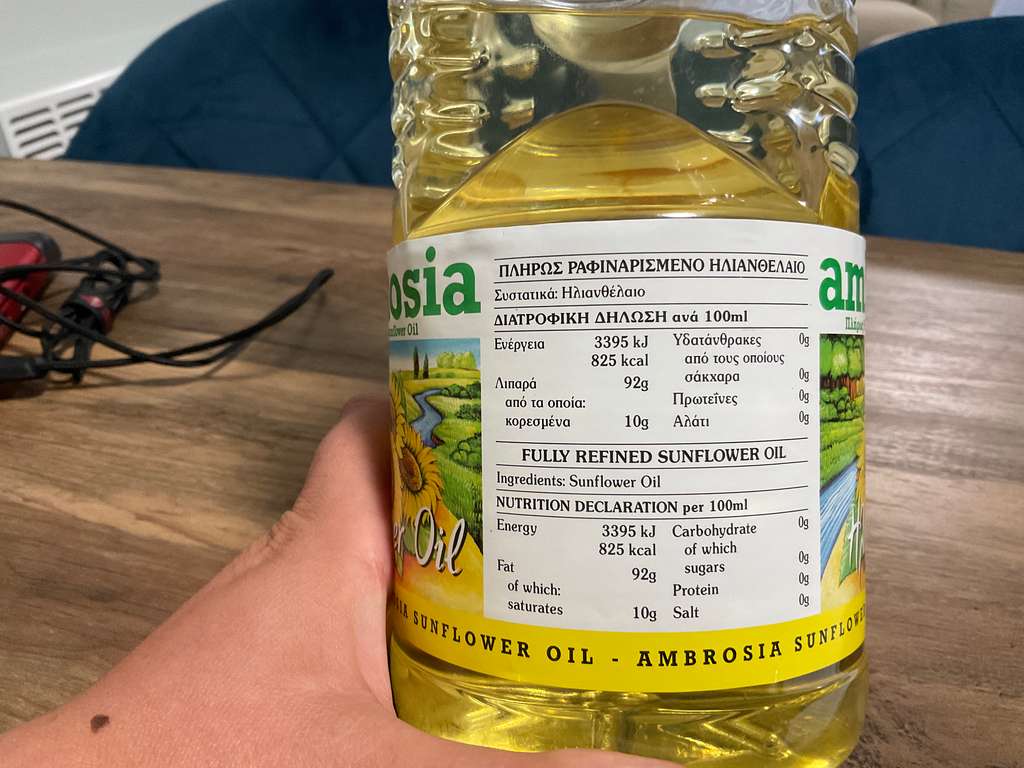 osia
nflower Oil
ΠΛΗΡΩΣ ΡΑΦΙΝΑΡΙΣΜΕΝΟ ΗΛΙΑΝΘΕΛΑΙΟ
Συστατικά: Ηλιανθέλαιο
ΔΙΑΤΡΟΦΙΚΗ ΔΗΛΩΣΗ ανά 100ml
Ενέργεια 3395 kJ
825 kcal
Λιπαρά 92g
από τα οποία:
κορεσμένα 10g
Υδατάνθρακες 0g
από τους οποίους
σάκχαρα 0g
Πρωτεΐνες 0g
Αλάτι 0g
FULLY REFINED SUNFLOWER OIL
Ingredients: Sunflower Oil
NUTRITION DECLARATION per 100ml
Energy 3395 kJ
825 kcal
Fat 92g
of which:
saturates 10g
Carbohydrate 0g
of which
sugars 0g
Protein 0g
Salt 0g
am
Oil
SUNFLOWER OIL - AMBROSIA SUNFLOWE